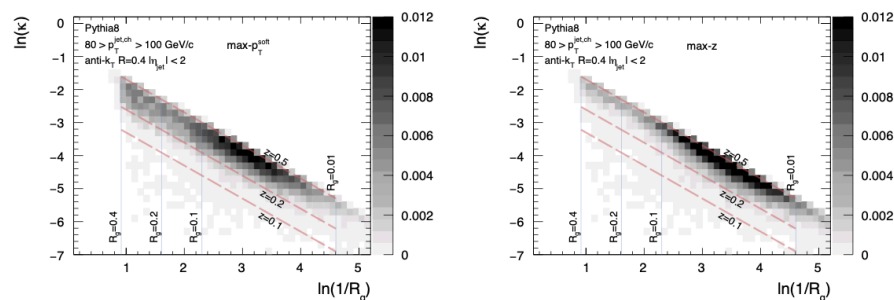 ln(κ)
0
−1
−2
−3
−4
−5
−6
−7
Pythia8
80 > p_T^jet,ch > 100 GeV/c
anti-k_T R=0.4 |η_jet| < 2
max-p_T^soft
z=0.5
z=0.2
z=0.1
R_g=0.4
R_g=0.2
R_g=0.1
R_g=0.01
1 2 3 4 5
ln(1/R_g)
0.012
0.01
0.008
0.006
0.004
0.002
0
ln(κ)
0
−1
−2
−3
−4
−5
−6
−7
Pythia8
80 > p_T^jet,ch > 100 GeV/c
anti-k_T R=0.4 |η_jet| < 2
max-z
z=0.5
z=0.2
z=0.1
R_g=0.4
R_g=0.2
R_g=0.1
R_g=0.01
1 2 3 4 5
ln(1/R_g)
0.012
0.01
0.008
0.006
0.004
0.002
0